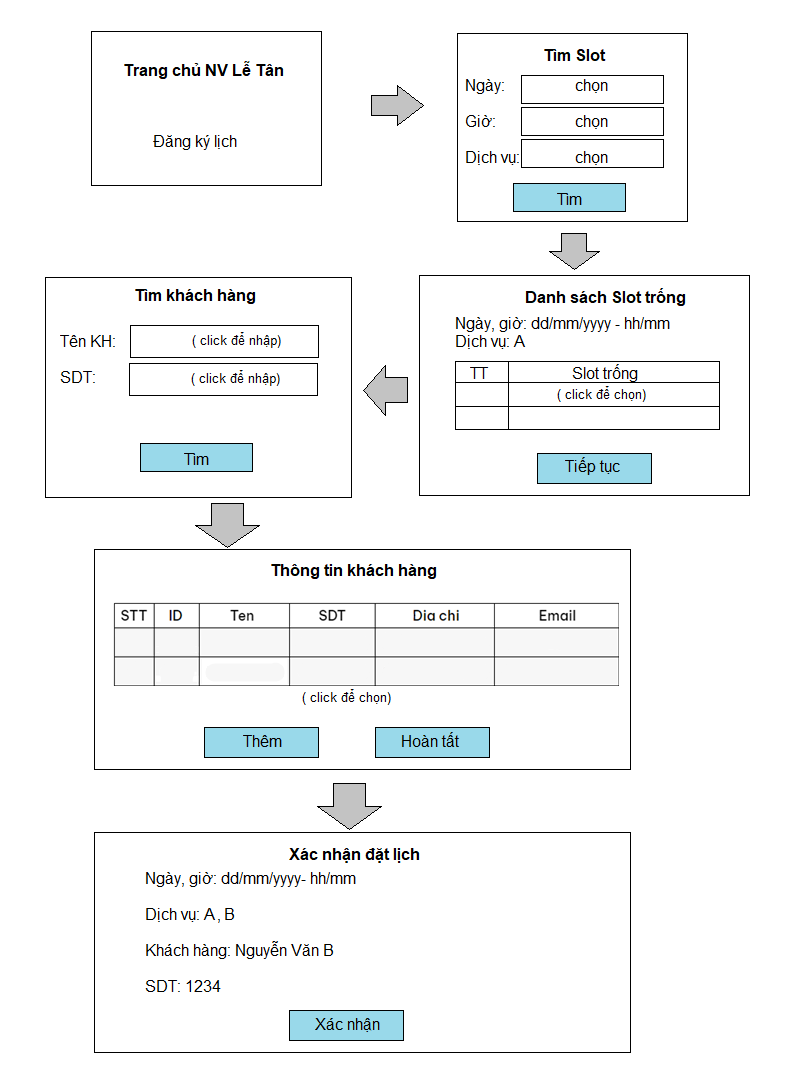 Trang chủ NV Lễ Tân
Đăng ký lịch
Tìm Slot
Ngày: chọn
Giờ: chọn
Dịch vụ: chọn
Tìm
Danh sách Slot trống
Ngày, giờ: dd/mm/yyyy - hh/mm
Dịch vụ: A
TT Slot trống
( click để chọn)
Tiếp tục
Tìm khách hàng
Tên KH: ( click để nhập)
SDT: ( click để nhập)
Tìm
Thông tin khách hàng
STT ID Ten SDT Dia chi Email
( click để chọn)
Thêm Hoàn tất
Xác nhận đặt lịch
Ngày, giờ: dd/mm/yyyy- hh/mm
Dịch vụ: A , B
Khách hàng: Nguyễn Văn B
SDT: 1234
Xác nhận